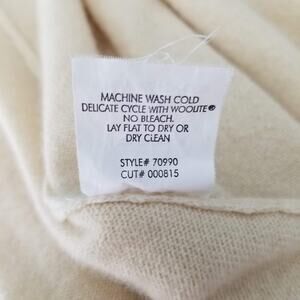 MACHINE WASH COLD
DELICATE CYCLE WITH WOOLITE®
NO BLEACH.
LAY FLAT TO DRY OR
DRY CLEAN
STYLE# 70990
CUT# 000815